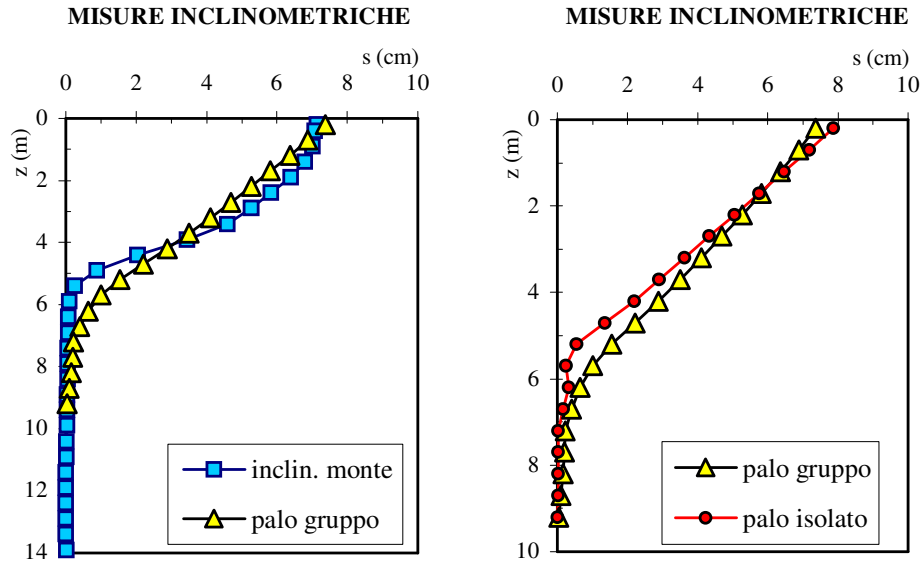 MISURE INCLINOMETRICHE
s (cm)
0 2 4 6 8 10
z (m)
0
2
4
6
8
10
12
14
inclin. monte
palo gruppo
MISURE INCLINOMETRICHE
s (cm)
0 2 4 6 8 10
z (m)
0
2
4
6
8
10
palo gruppo
palo isolato